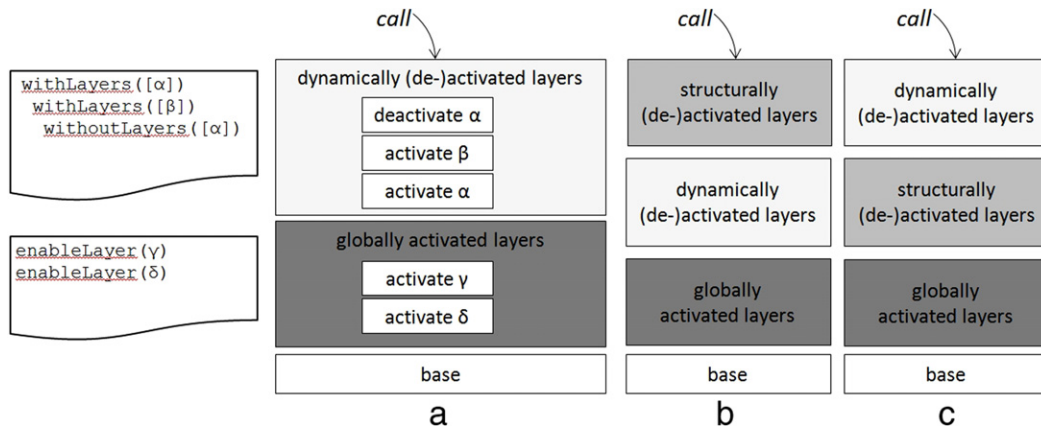 call
call
call
withLayers([α])
withLayers([β])
withoutLayers([α])
enableLayer(γ)
enableLayer(δ)
dynamically (de-)activated layers
deactivate α
activate β
activate α
globally activated layers
activate γ
activate δ
base
a
structurally
(de-)activated layers
dynamically
(de-)activated layers
globally
activated layers
base
b
dynamically
(de-)activated layers
structurally
(de-)activated layers
globally
activated layers
base
c